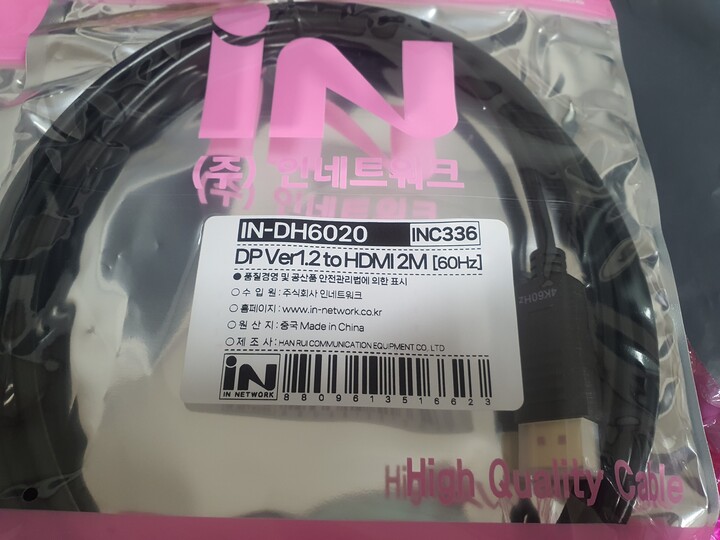 iN
(주) 인네트워크
IN-DH6020 INC336
DP Ver1.2 to HDMI 2M [60Hz]
● 품질경영 및 공산품 안전관리법에 의한 표시
○ 수 입 원 : 주식회사 인네트워크
○ 홈페이지 : www.in-network.co.kr
○ 원 산 지 : 중국 Made in China
○ 제 조 사 : HAN RUI COMMUNICATION EQUIPMENT CO., LTD
iN
IN NETWORK
8809613516623
4K60Hz
High Quality Cable